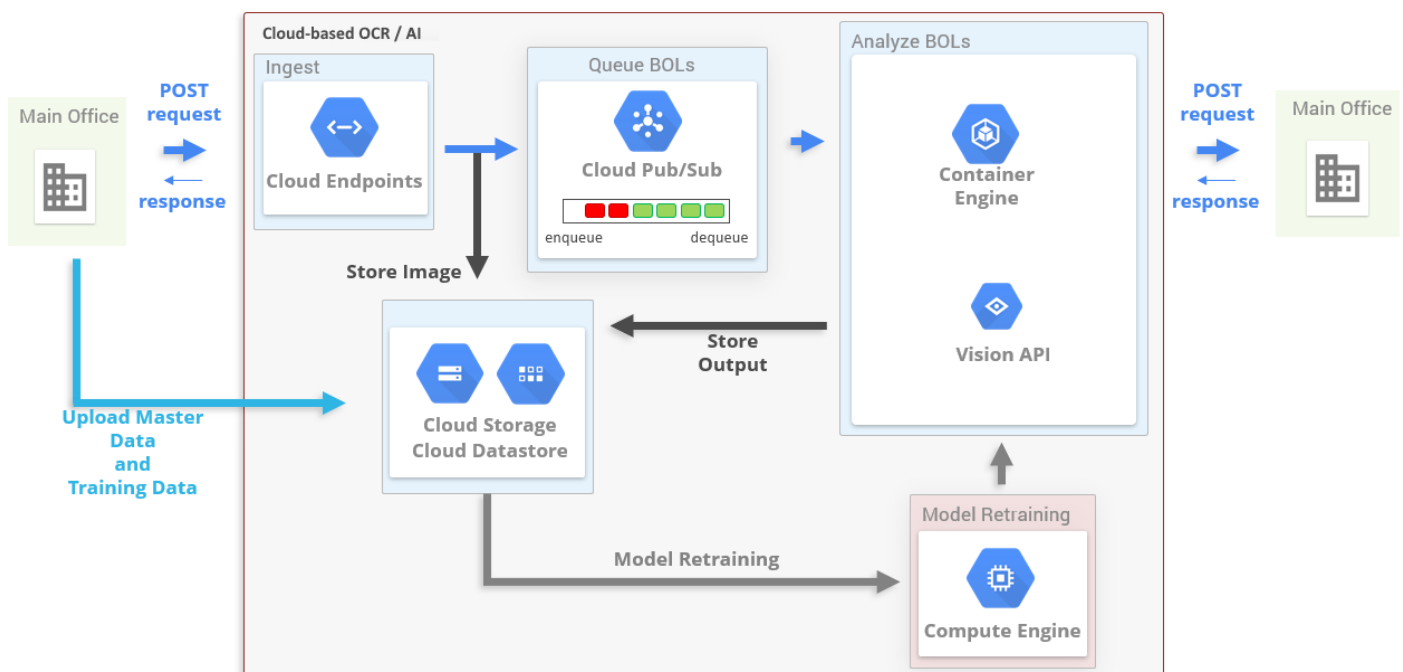 Cloud-based OCR / AI
Main Office
POST
request
response
Ingest
Cloud Endpoints
Queue BOLs
Cloud Pub/Sub
enqueue
dequeue
Analyze BOLs
Container
Engine
Vision API
POST
request
response
Main Office
Store Image
Store
Output
Cloud Storage
Cloud Datastore
Upload Master
Data
and
Training Data
Model Retraining
Model Retraining
Compute Engine